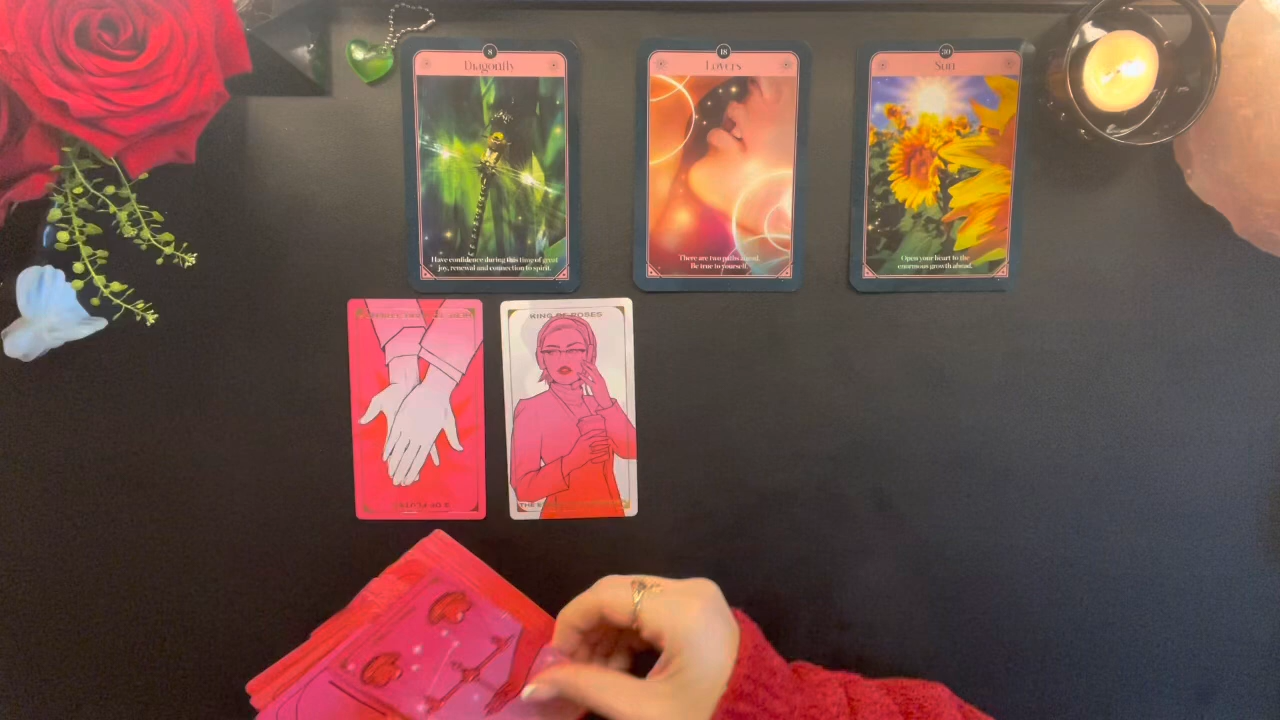 8
Dragonfly
Have confidence during this time of great
joy, renewal and connection to spirit.
18
Lovers
There are two paths ahead.
Be true to yourself.
30
Sun
Open your heart to the
enormous growth ahead.
KING OF ROSES
THE